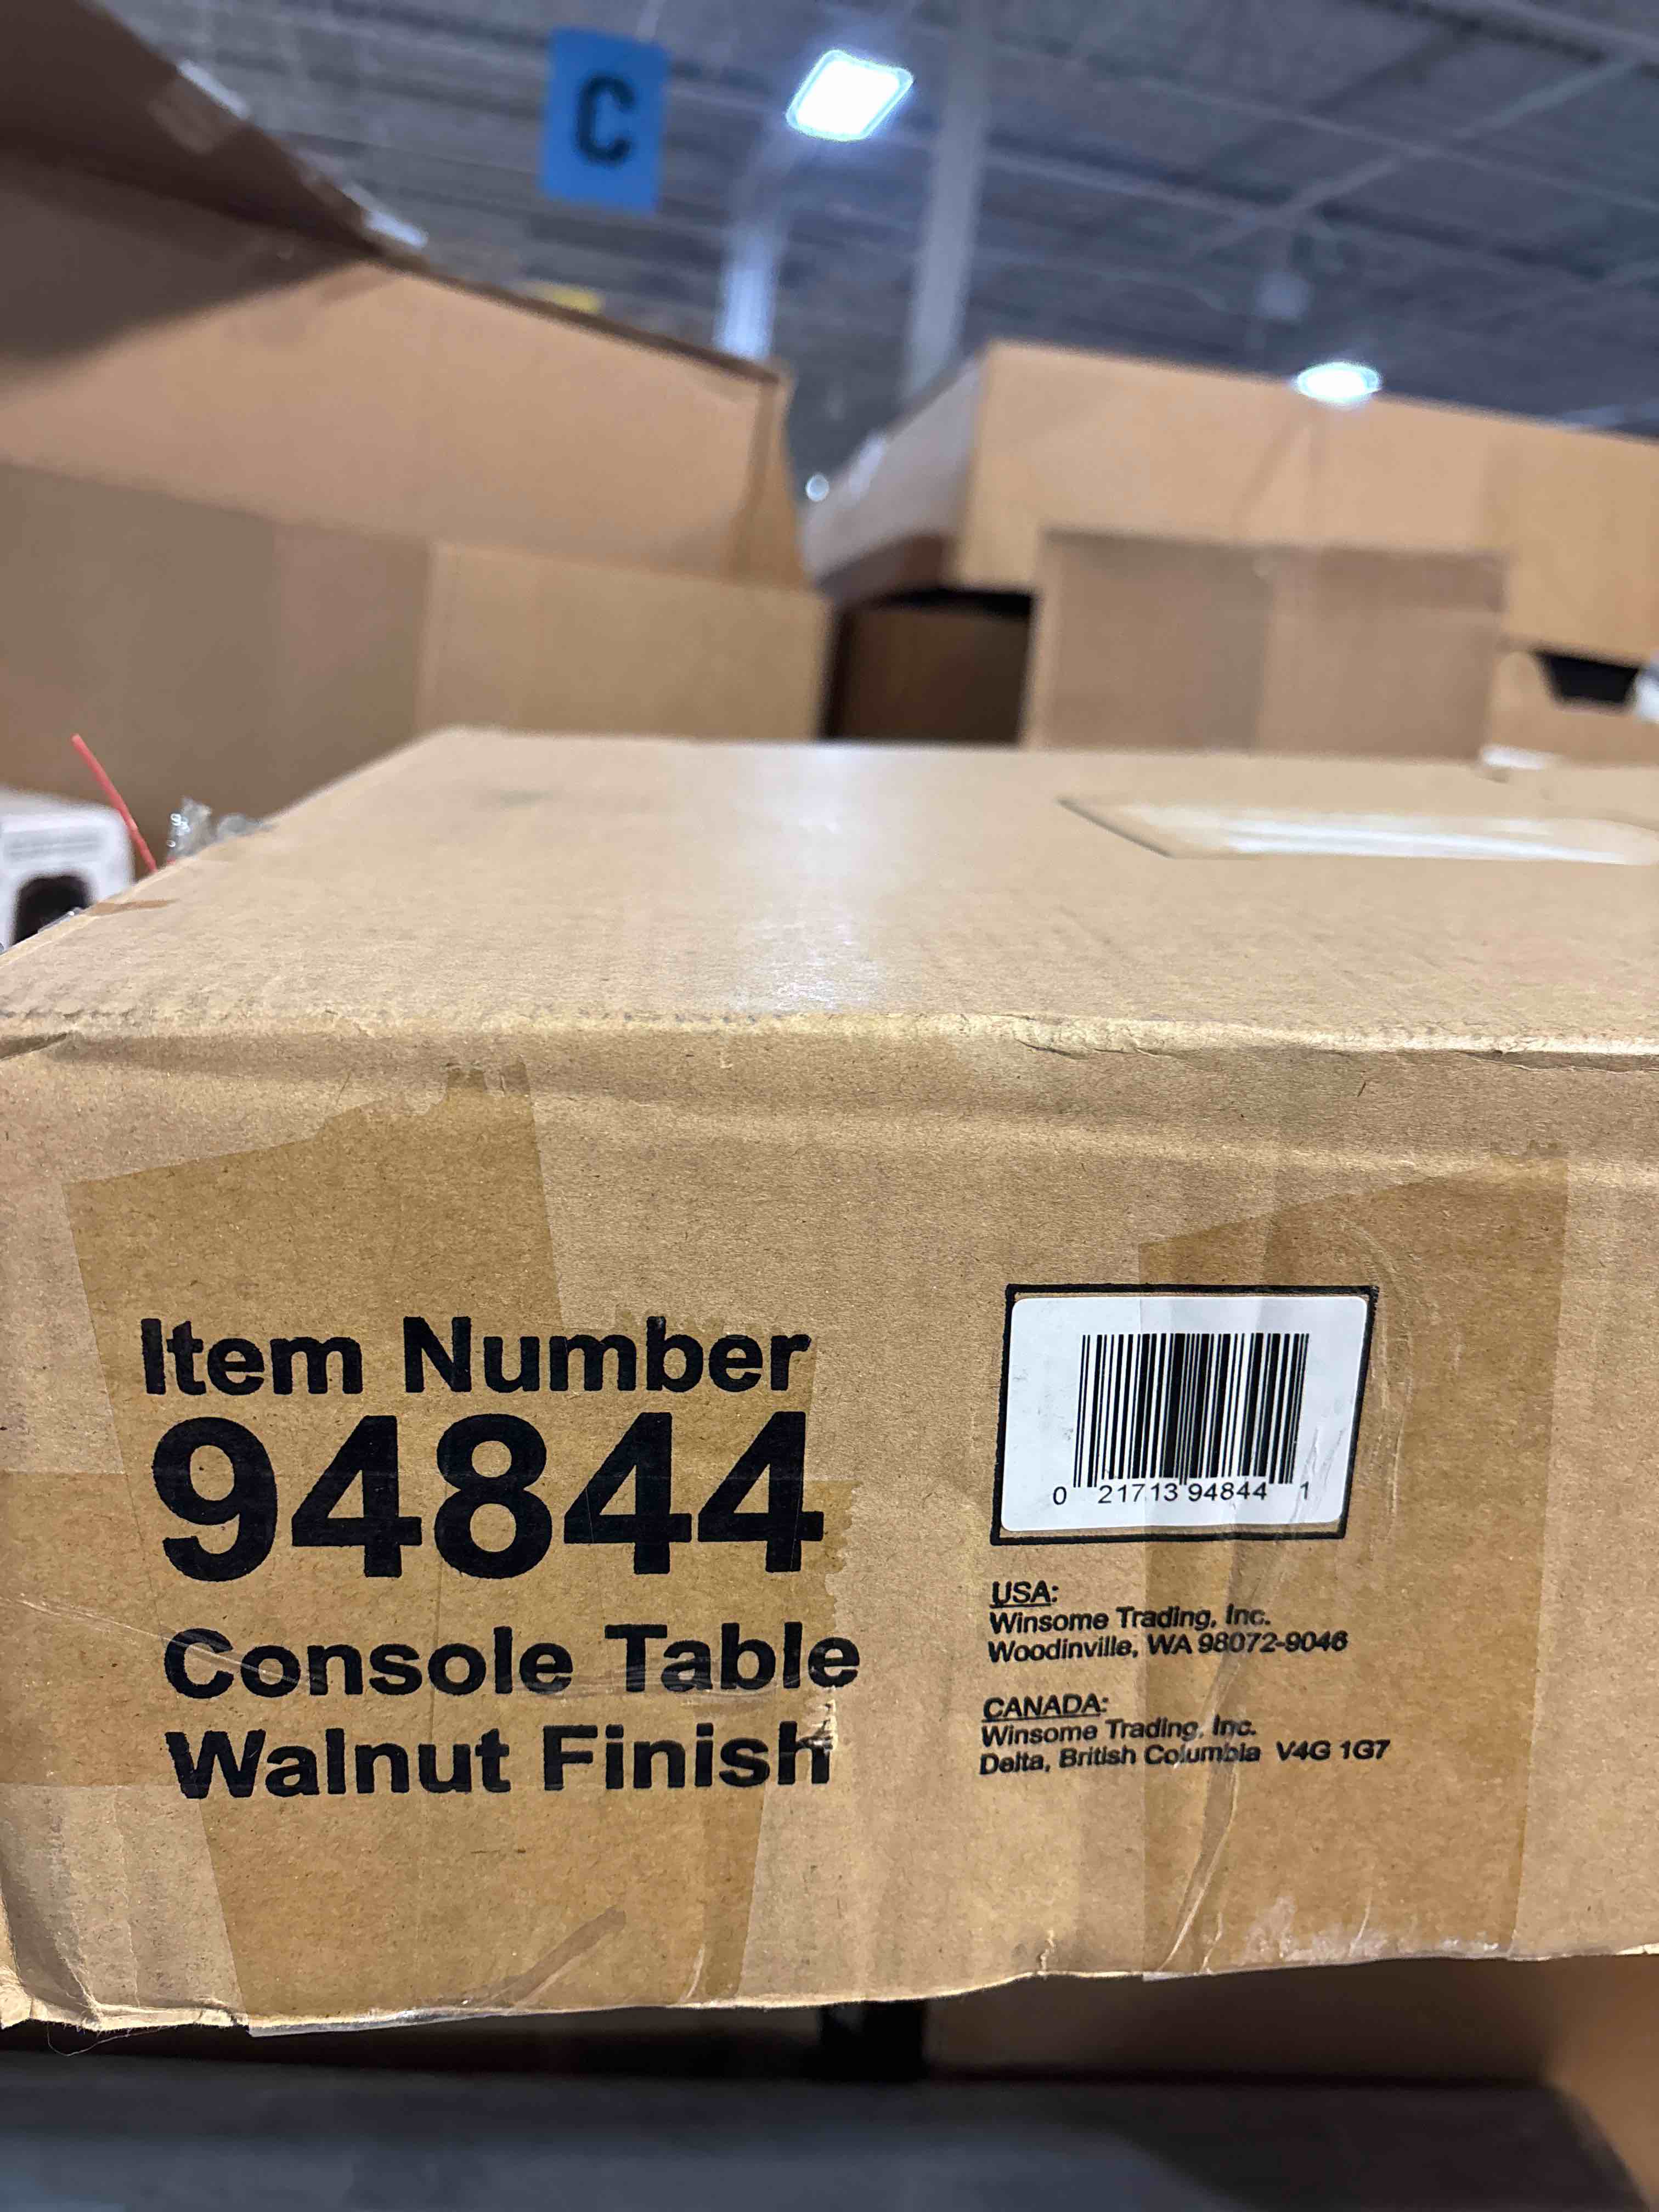 C
Item Number
94844
Console Table
Walnut Finish
0 21713 94844 1
USA:
Winsome Trading, Inc.
Woodinville, WA 98072-9046
CANADA:
Winsome Trading, Inc.
Delta, British Columbia V4G 1G7